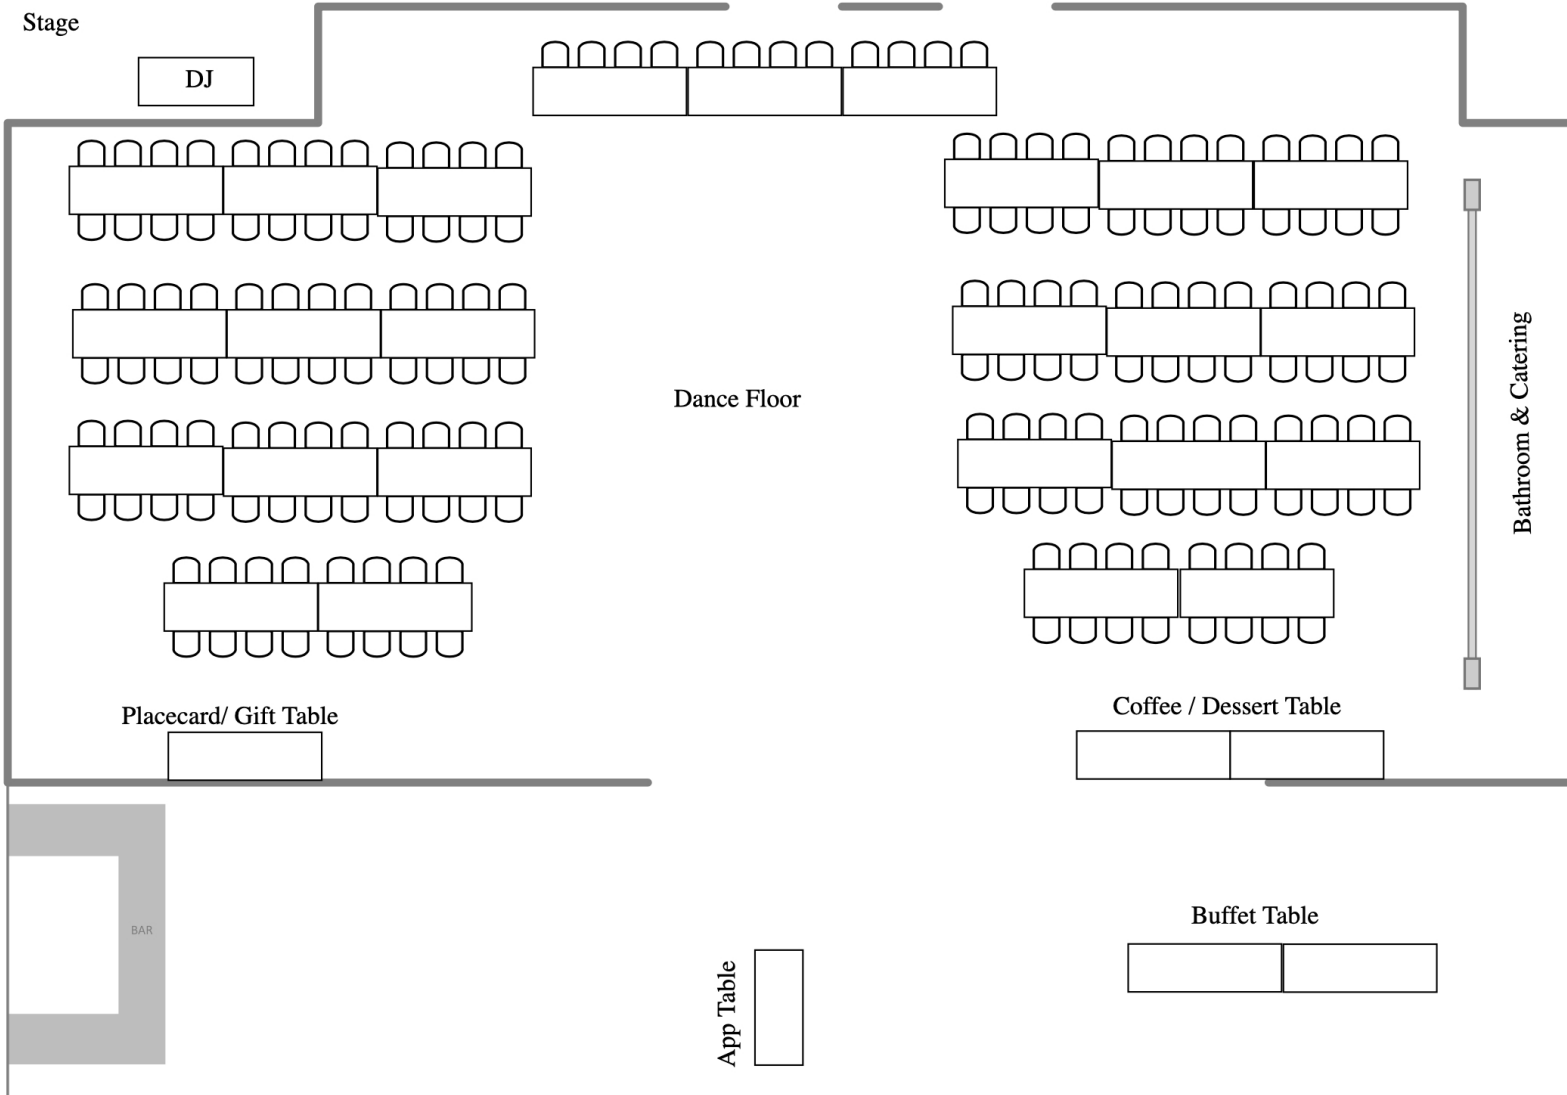 Stage
DJ
Dance Floor
Bathroom & Catering
Placecard/ Gift Table
Coffee / Dessert Table
BAR
Buffet Table
App Table